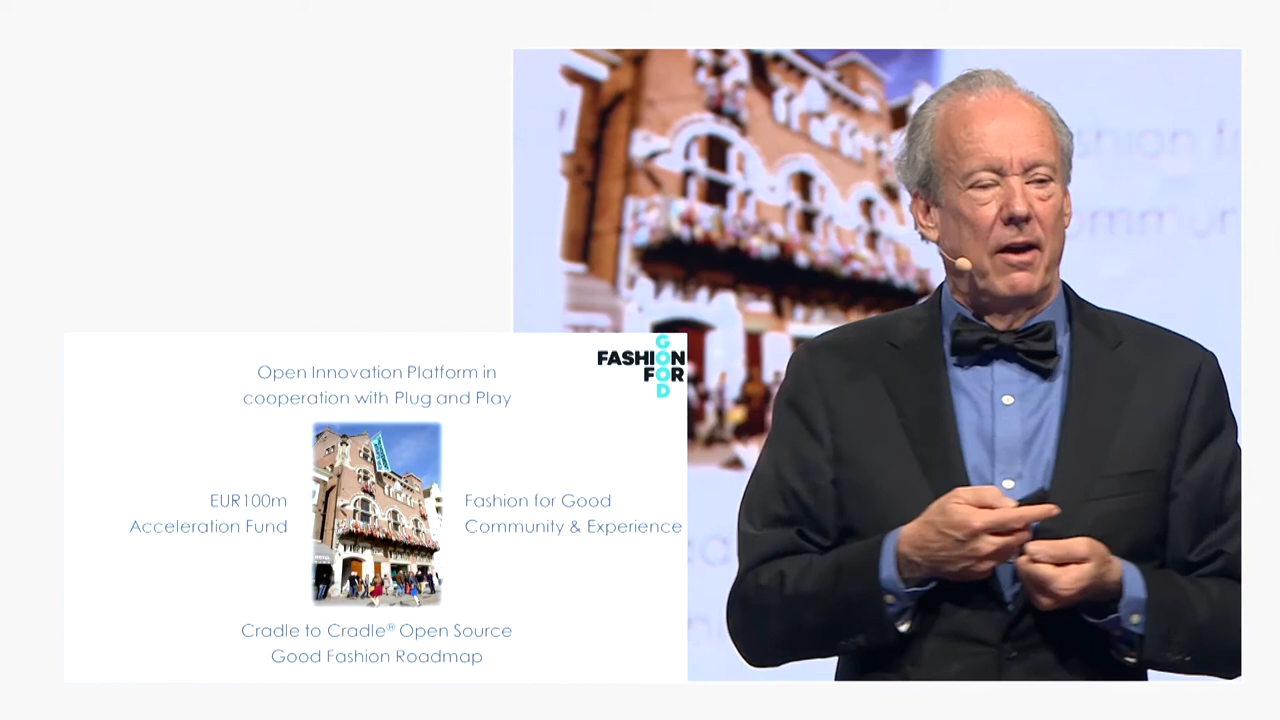 Open Innovation Platform in
cooperation with Plug and Play
FASHION
FOR
GOOD
EUR100m
Acceleration Fund
Fashion for Good
Community & Experience
Cradle to Cradle® Open Source
Good Fashion Roadmap